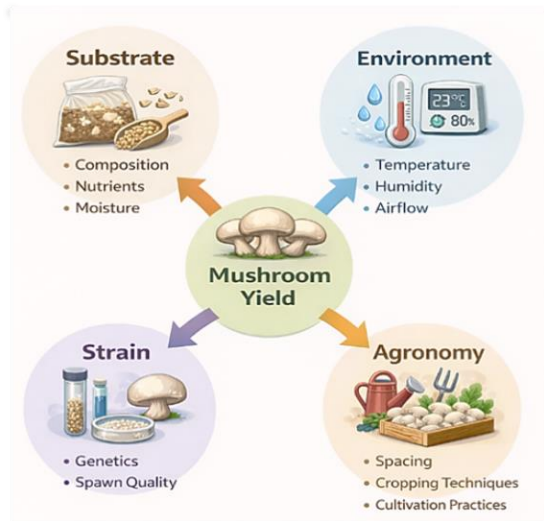 Substrate
• Composition
• Nutrients
• Moisture
Environment
23°C
80%
• Temperature
• Humidity
• Airflow
Mushroom
Yield
Strain
• Genetics
• Spawn Quality
Agronomy
• Spacing
• Cropping Techniques
• Cultivation Practices